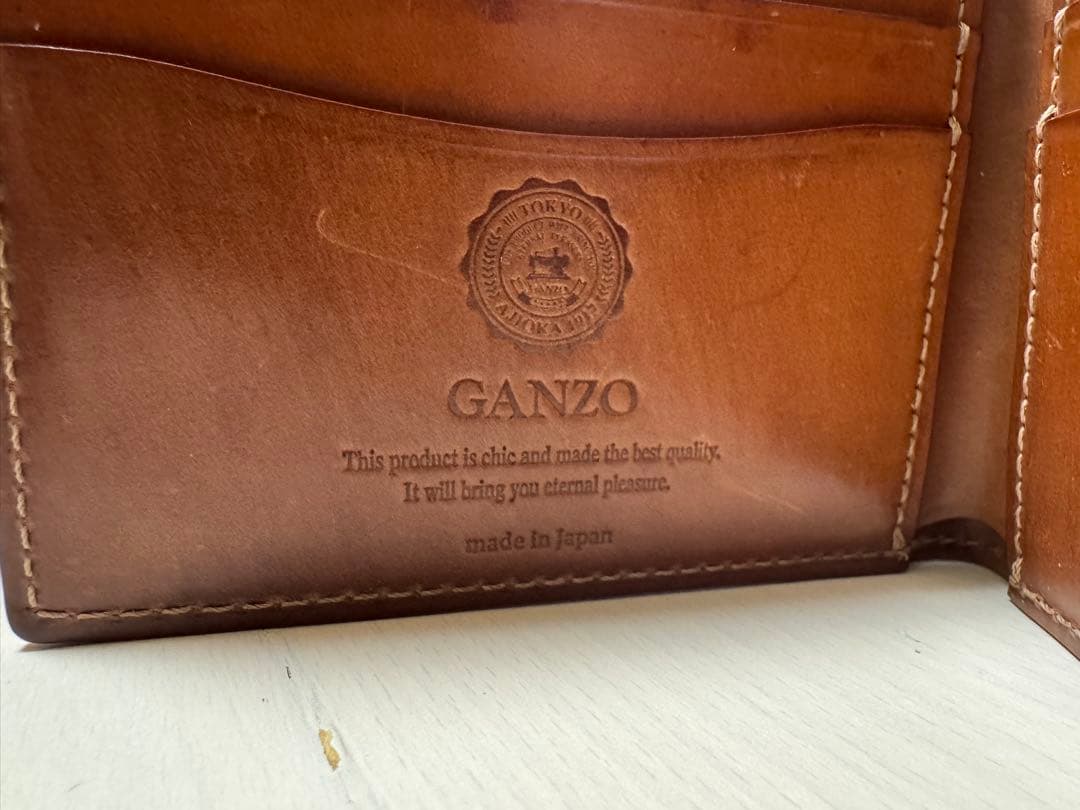 TOKYO
GANZO
AJIOKA 1917
GANZO
This product is chic and made the best quality.
It will bring you eternal pleasure.
made in Japan